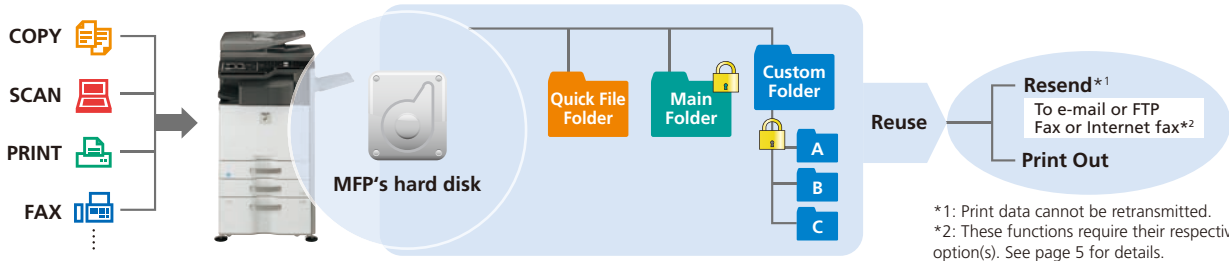 COPY
SCAN
PRINT
FAX
MFP's hard disk
Quick File
Folder
Main
Folder
Custom
Folder
A
B
C
Reuse
Resend*1
To e-mail or FTP
Fax or Internet fax*2
Print Out
*1: Print data cannot be retransmitted.
*2: These functions require their
option(s). See page 5 for details.